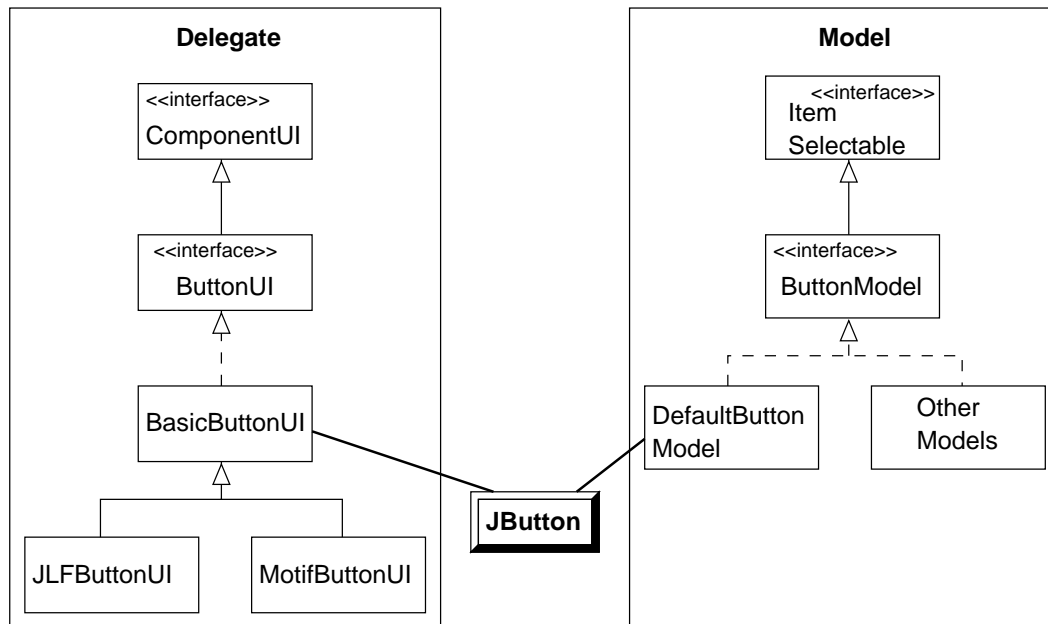 Delegate
<<interface>>
ComponentUI
<<interface>>
ButtonUI
BasicButtonUI
JLFButtonUI
MotifButtonUI
JButton
Model
<<interface>>
Item
Selectable
<<interface>>
ButtonModel
DefaultButton
Model
Other
Models